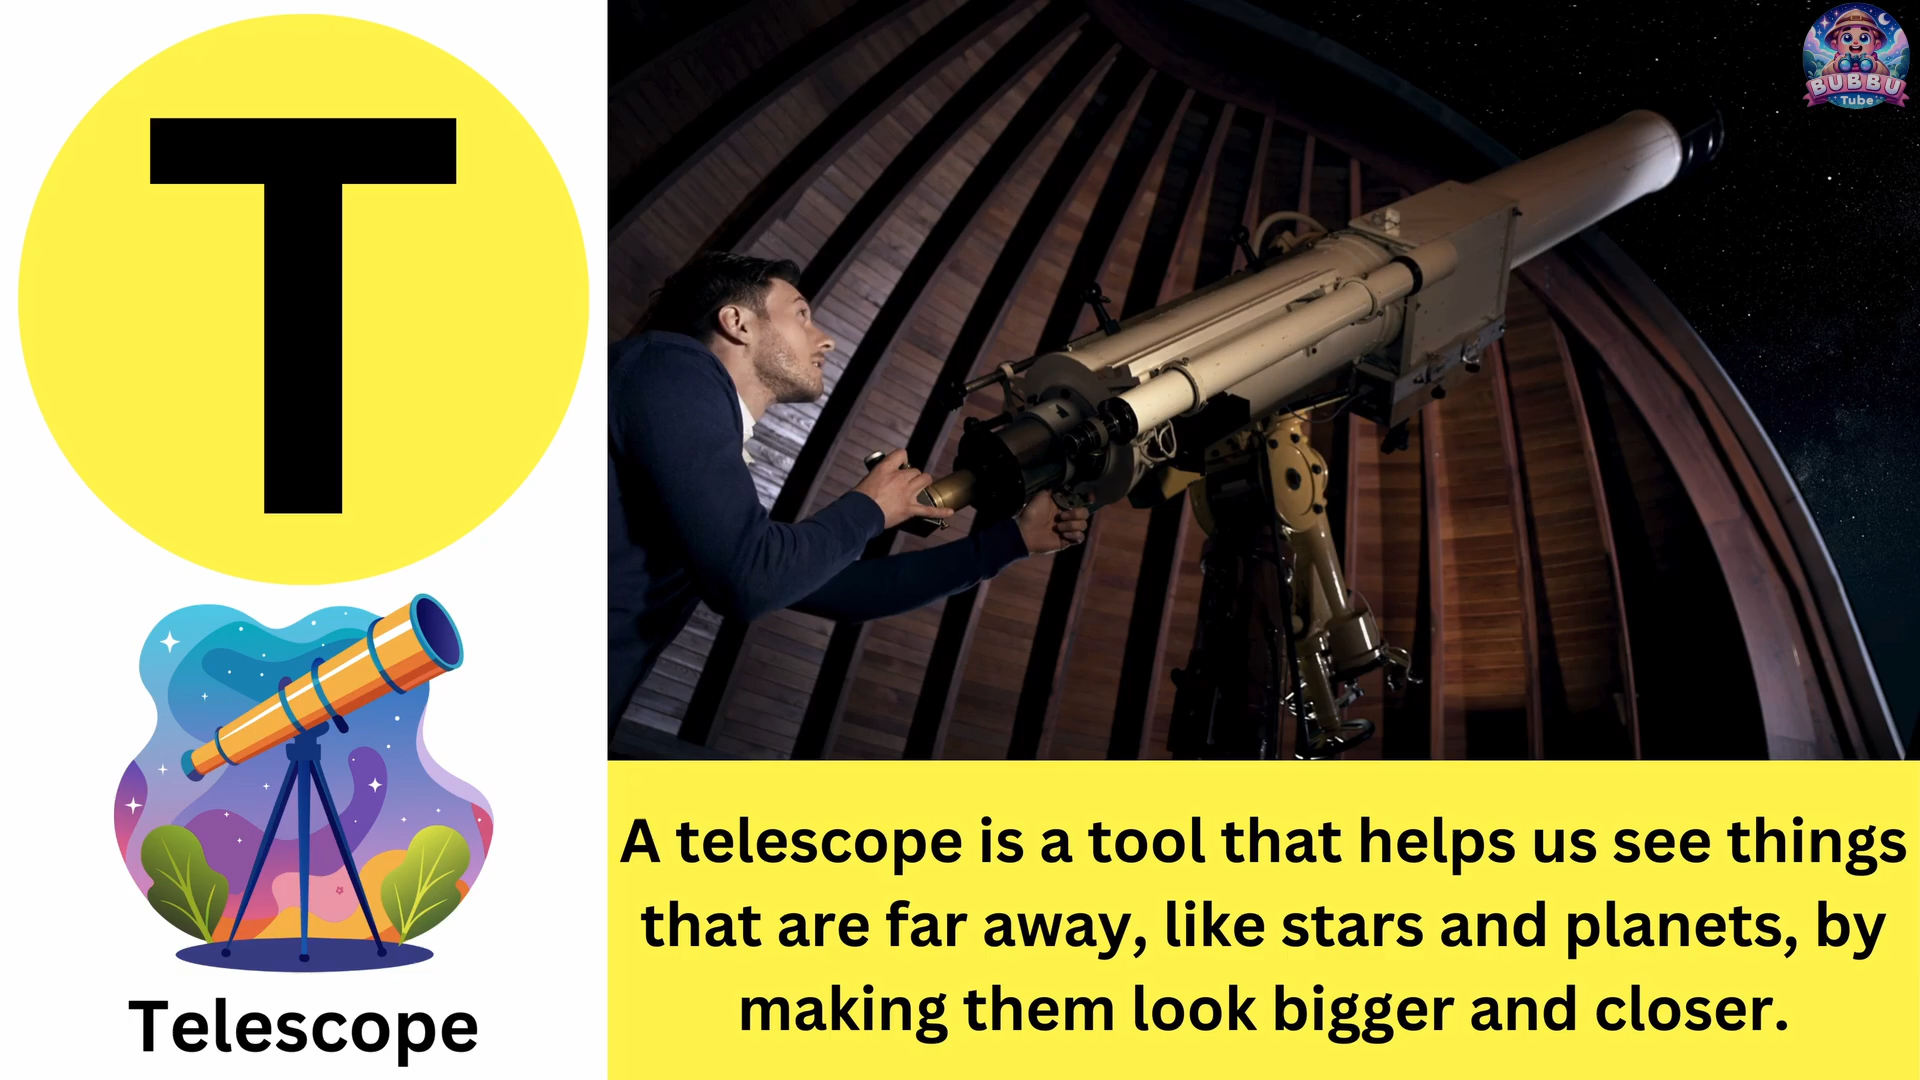 T
Telescope
BUBBU
Tube
A telescope is a tool that helps us see things
that are far away, like stars and planets, by
making them look bigger and closer.